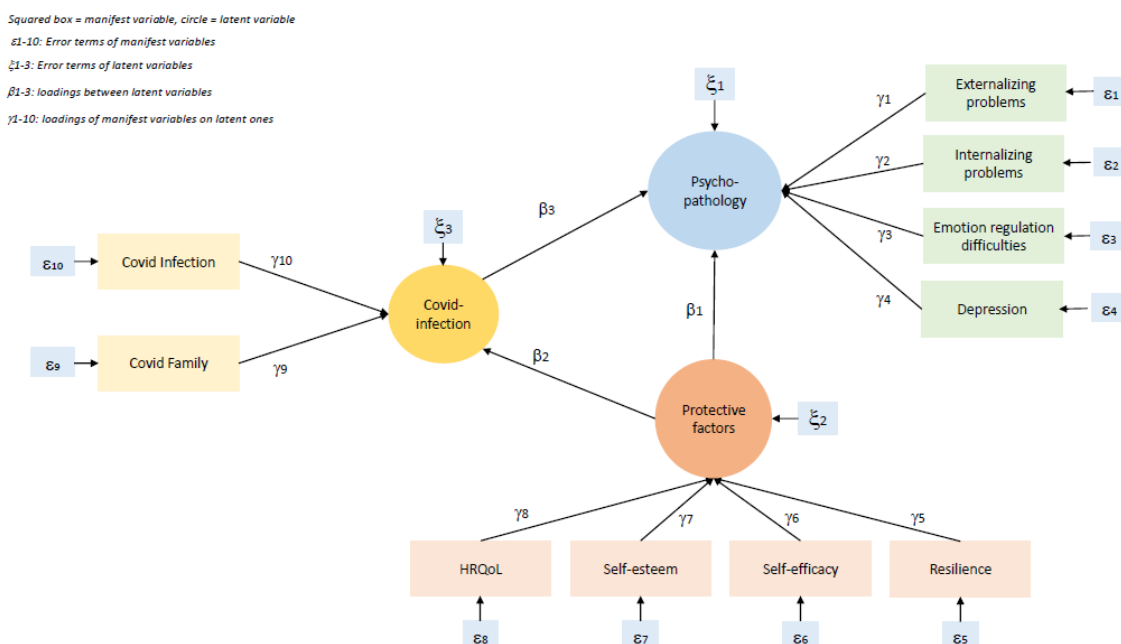 Squared box = manifest variable, circle = latent variable
ε1-10: Error terms of manifest variables
ξ1-3: Error terms of latent variables
β1-3: loadings between latent variables
γ1-10: loadings of manifest variables on latent ones
ξ1
Externalizing
problems
ε1
γ1
Internalizing
problems
ε2
γ2
Psycho-
pathology
β3
ξ3
Emotion regulation
difficulties
ε3
γ3
ε10
Covid Infection
γ10
Covid-
infection
β1
γ4
Depression
ε4
ε9
Covid Family
γ9
β2
Protective
factors
ξ2
γ8
γ7
γ6
γ5
HRQoL
Self-esteem
Self-efficacy
Resilience
ε8
ε7
ε6
ε5